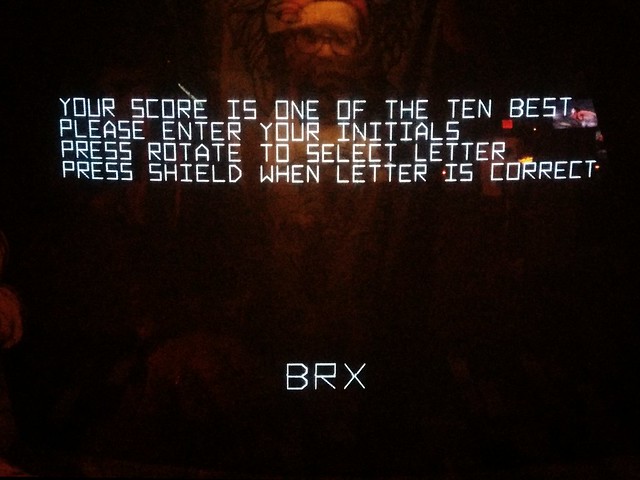 YOUR SCORE IS ONE OF THE TEN BEST
PLEASE ENTER YOUR INITIALS
PRESS ROTATE TO SELECT LETTER
PRESS SHIELD WHEN LETTER IS CORRECT
BRX